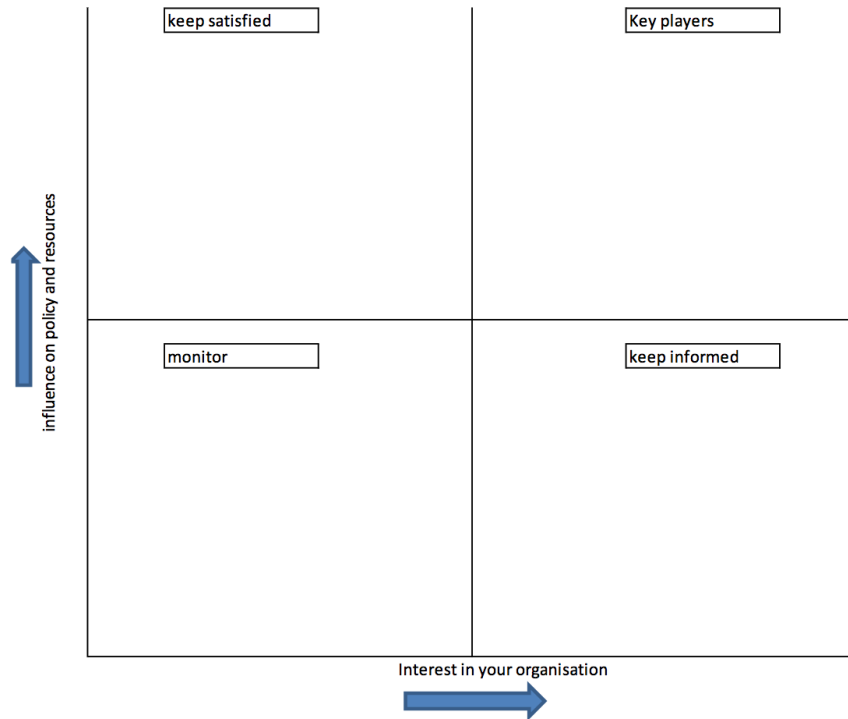 keep satisfied
Key players
influence on policy and resources
monitor
keep informed
Interest in your organisation